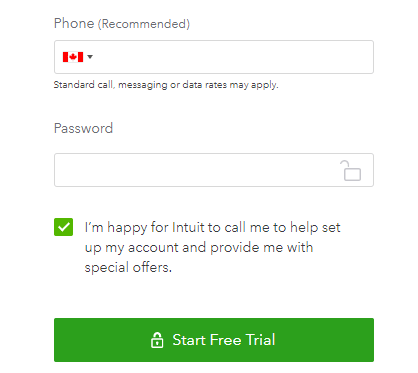 Phone (Recommended)
Standard call, messaging or data rates may apply.
Password
I'm happy for Intuit to call me to help set
up my account and provide me with
special offers.
Start Free Trial